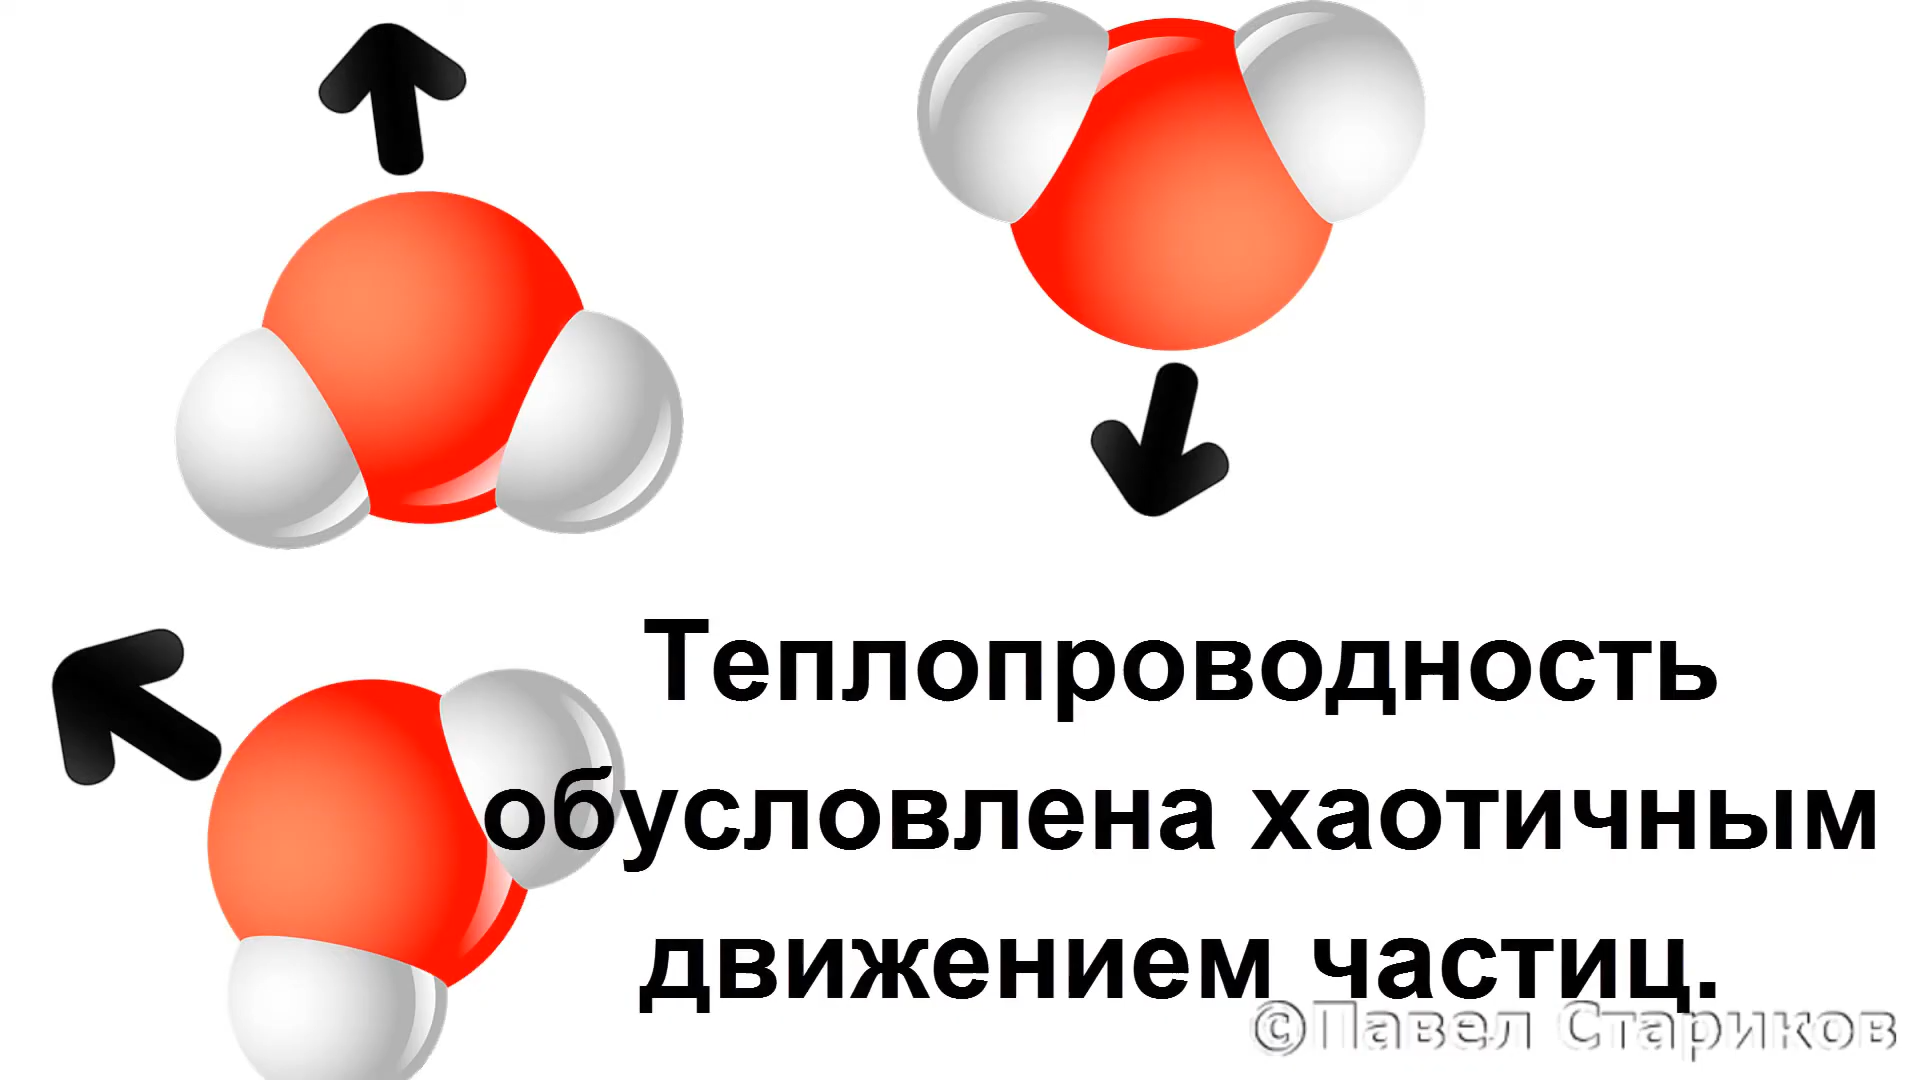 Теплопроводность
обусловлена хаотичным
движением частиц.
©Павел Стариков